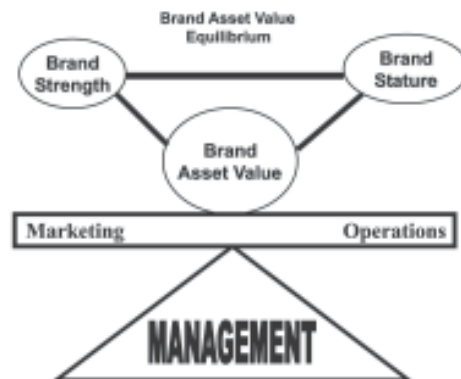 Brand Asset Value
Equilibrium
Brand
Strength
Brand
Stature
Brand
Asset Value
Marketing
Operations
MANAGEMENT